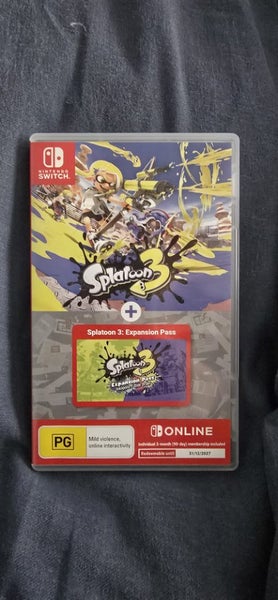 NINTENDO
SWITCH
Splatoon 3
+
Splatoon 3: Expansion Pass
Splatoon 3
Expansion Pass
PG
Mild violence,
online interactivity
ONLINE
Individual 3-month (90-day) membership included
Redeemable until
31/12/2027